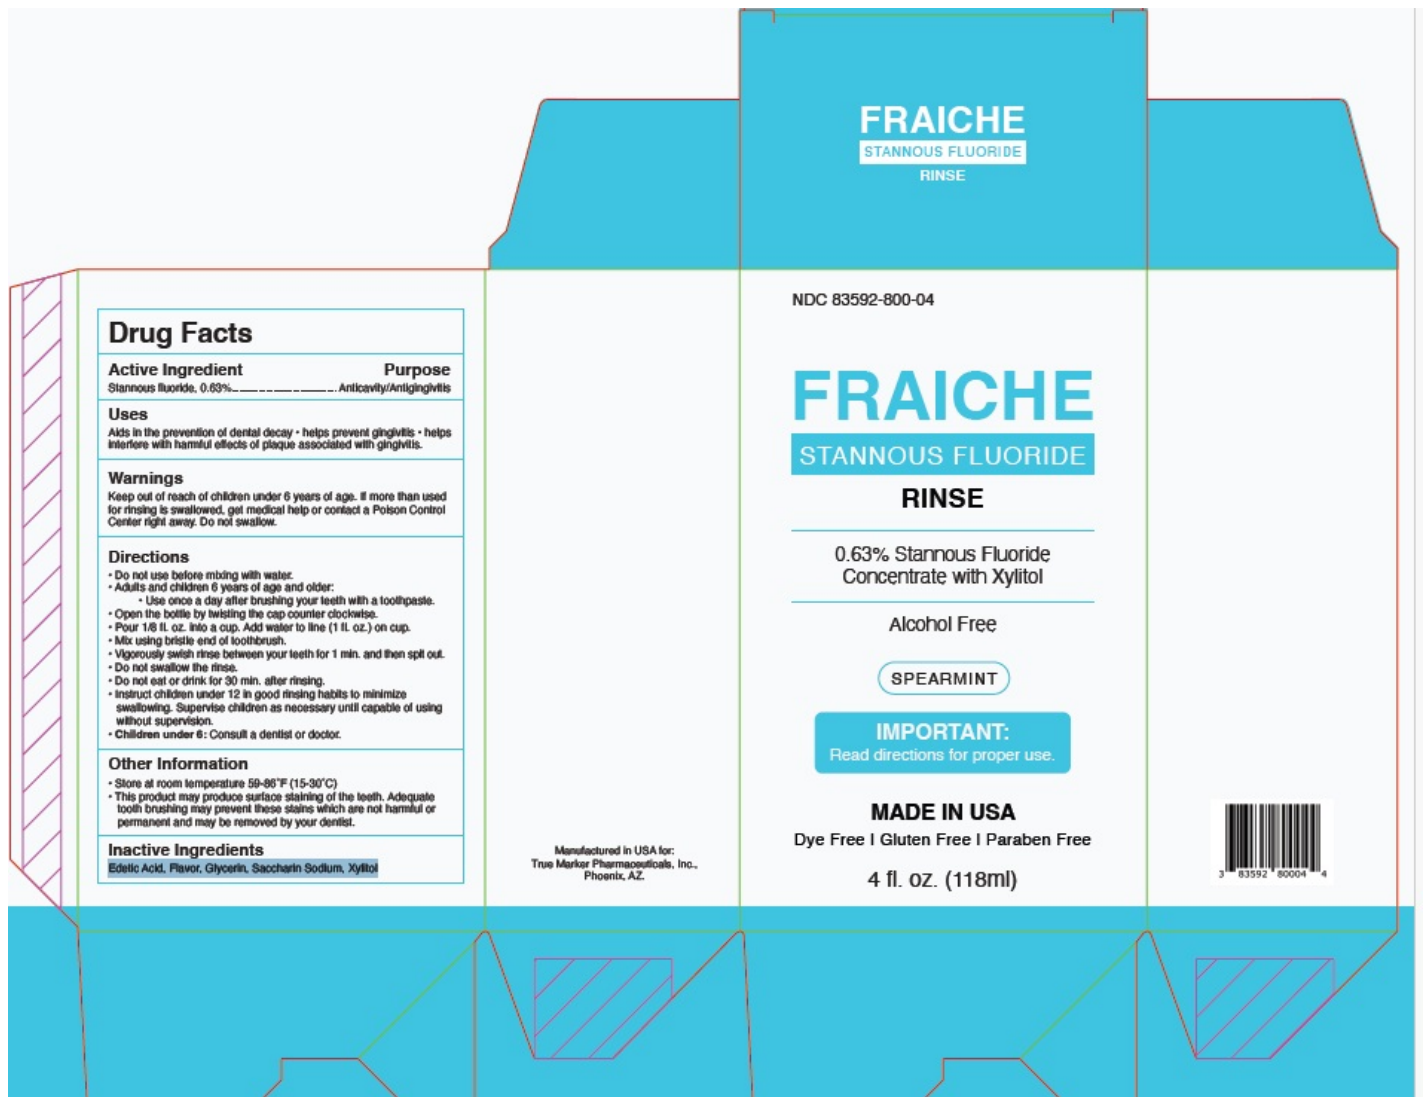 FRAICHE
STANNOUS FLUORIDE
RINSE
Drug Facts
Active Ingredient Purpose
Stannous fluoride, 0.63% Anticavity/Antigingivitis
Uses
Aids in the prevention of dental decay • helps prevent gingivitis • helps
interfere with harmful effects of plaque associated with gingivitis.
Warnings
Keep out of reach of children under 6 years of age. If more than used
for rinsing is swallowed, get medical help or contact a Poison Control
Center right away. Do not swallow.
Directions
• Do not use before mixing with water.
• Adults and children 6 years of age and older:
• Use once a day after brushing your teeth with a toothpaste.
• Open the bottle by twisting the cap counter clockwise.
• Pour 1/8 fl. oz. into a cup. Add water to line (1 fl. oz.) on cup.
• Mix using bristle end of toothbrush.
• Vigorously swish rinse between your teeth for 1 min. and then spit out.
• Do not swallow the rinse.
• Do not eat or drink for 30 min. after rinsing.
• Instruct children under 12 in good rinsing habits to minimize
swallowing. Supervise children as necessary until capable of using
without supervision.
• Children under 6: Consult a dentist or doctor.
Other Information
• Store at room temperature 59-86°F (15-30°C)
• This product may produce surface staining of the teeth. Adequate
tooth brushing may prevent these stains which are not harmful or
permanent and may be removed by your dentist.
Inactive Ingredients
Edetic Acid, Flavor, Glycerin, Saccharin Sodium, Xylitol
Manufactured in USA for:
True Marker Pharmaceuticals, Inc.,
Phoenix, AZ.
NDC 83592-800-04
FRAICHE
STANNOUS FLUORIDE
RINSE
0.63% Stannous Fluoride
Concentrate with Xylitol
Alcohol Free
SPEARMINT
IMPORTANT:
Read directions for proper use.
MADE IN USA
Dye Free I Gluten Free I Paraben Free
4 fl. oz. (118ml)
3 83592 80004 4